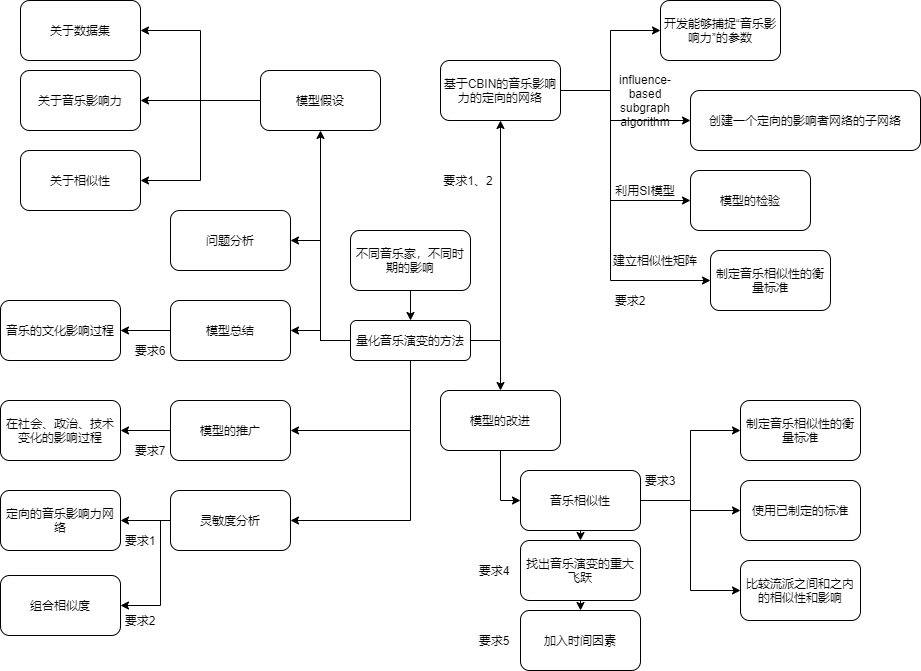 关于数据集
关于音乐影响力
关于相似性
模型假设
问题分析
不同音乐家，不同时
期的影响
量化音乐演变的方法
模型总结
要求6
音乐的文化影响过程
模型的推广
要求7
在社会、政治、技术
变化的影响过程
灵敏度分析
定向的音乐影响力网
络
要求1
组合相似度
要求2
基于CBIN的音乐影响
力的定向的网络
要求1、2
开发能够捕捉“音乐影
响力”的参数
influence-
based
subgraph
algorithm
创建一个定向的影响者网络的子网络
利用SI模型
模型的检验
建立相似性矩阵
要求2
制定音乐相似性的衡
量标准
模型的改进
音乐相似性
要求3
制定音乐相似性的衡
量标准
使用已制定的标准
比较流派之间和之内
的相似性和影响
要求4
找出音乐演变的重大
飞跃
要求5
加入时间因素